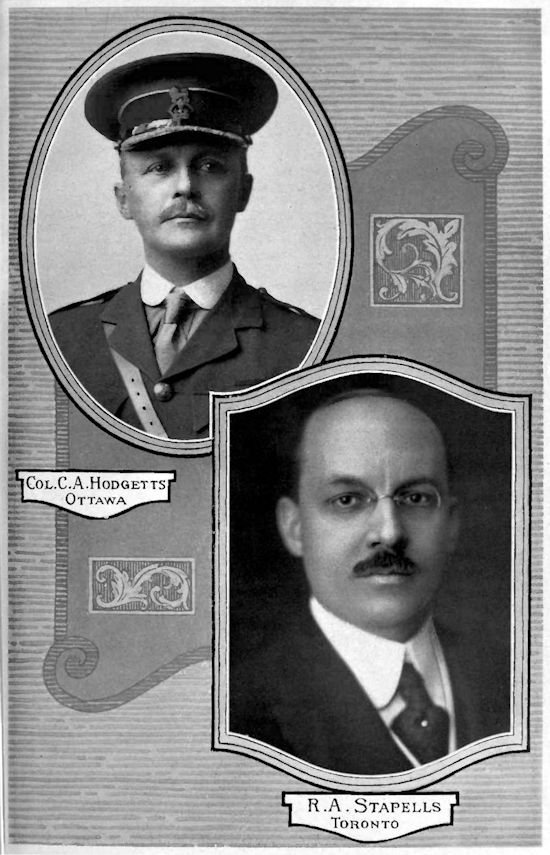 COL. C. A. HODGETTS
OTTAWA
R. A. STAPELLS
TORONTO